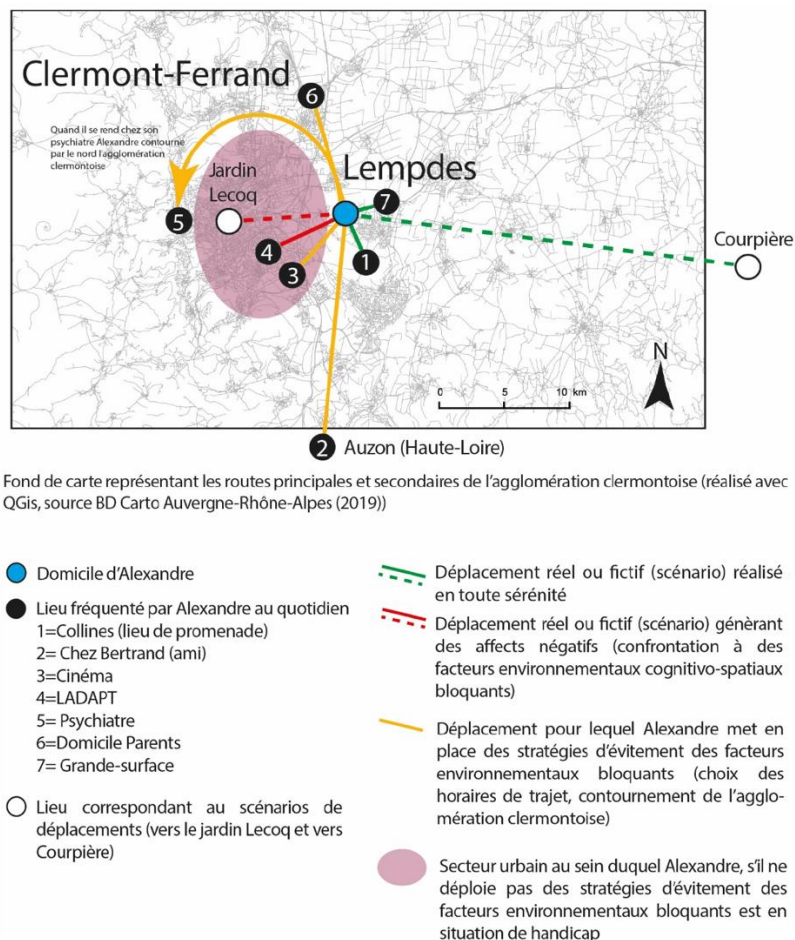 Clermont-Ferrand
6
Quand il se rend chez son
psychiatre Alexandre contourne
par le nord l'agglomération
clermontoise
Jardin
Lecoq
Lempdes
7
5
4
3
1
Courpière
N
0 5 10 km
2 Auzon (Haute-Loire)
Fond de carte représentant les routes principales et secondaires de l'agglomération clermontoise (réalisé avec
QGis, source BD Carto Auvergne-Rhône-Alpes (2019))
Domicile d'Alexandre
Lieu fréquenté par Alexandre au quotidien
1=Collines (lieu de promenade)
2= Chez Bertrand (ami)
3=Cinéma
4=LADAPT
5= Psychiatre
6=Domicile Parents
7= Grande-surface
Lieu correspondant au scénarios de
déplacements (vers le jardin Lecoq et vers
Courpière)
Déplacement réel ou fictif (scénario) réalisé
en toute sérénité
Déplacement réel ou fictif (scénario) génèrant
des affects négatifs (confrontation à des
facteurs environnementaux cognitivo-spatiaux
bloquants)
Déplacement pour lequel Alexandre met en
place des stratégies d'évitement des facteurs
environnementaux bloquants (choix des
horaires de trajet, contournement de l'agglo-
mération clermontoise)
Secteur urbain au sein duquel Alexandre, s'il ne
déploie pas des stratégies d'évitement des
facteurs environnementaux bloquants est en
situation de handicap